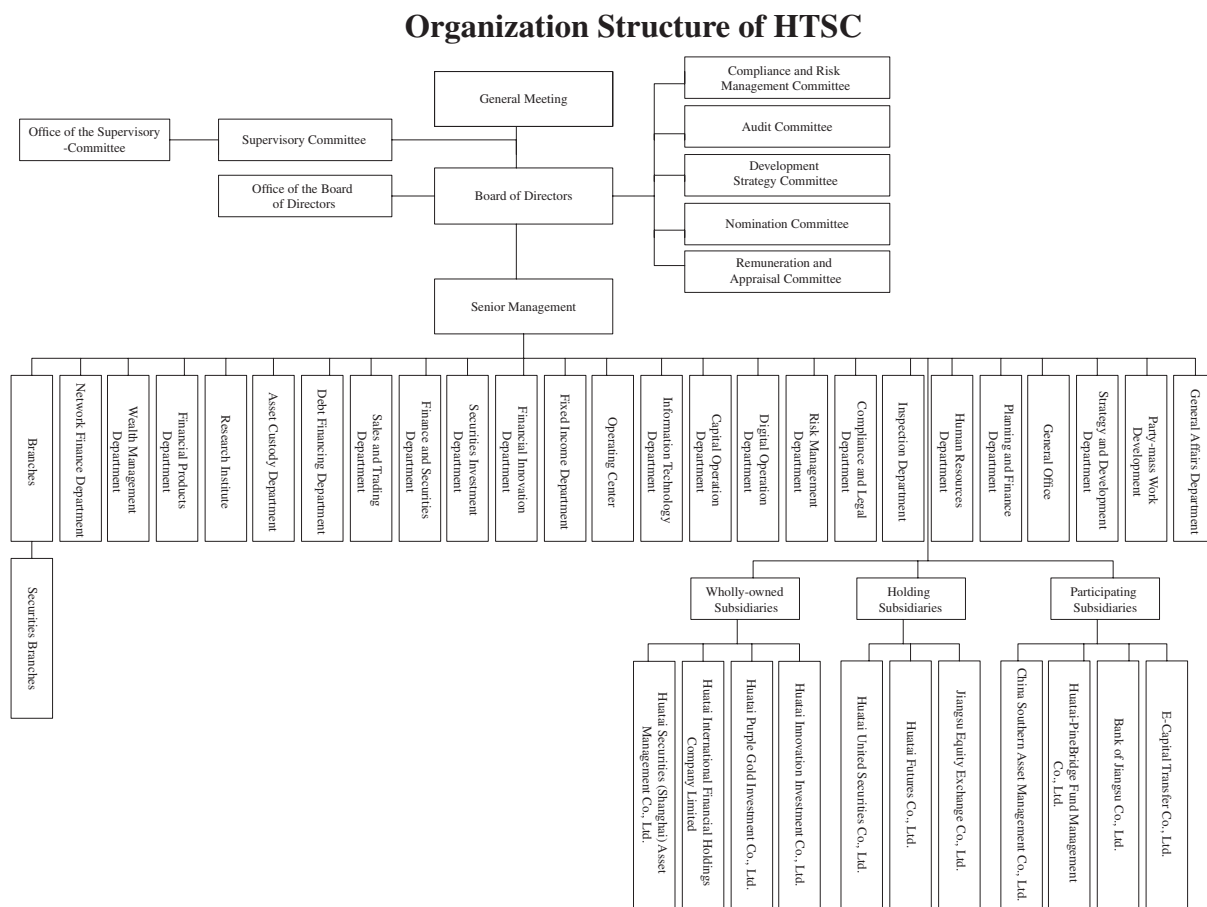 Organization Structure of HTSC
General Meeting
Compliance and Risk
Management Committee
Audit Committee
Office of the Supervisory
-Committee
Supervisory Committee
Development
Strategy Committee
Office of the Board
of Directors
Board of Directors
Nomination Committee
Remuneration and
Appraisal Committee
Senior Management
Branches
Network Finance Department
Wealth Management
Department
Financial Products
Department
Research Institute
Asset Custody Department
Debt Financing Department
Sales and Trading
Department
Finance and Securities
Department
Securities Investment
Department
Financial Innovation
Department
Fixed Income Department
Operating Center
Information Technology
Department
Capital Operation
Department
Digital Operation
Department
Risk Management
Department
Compliance and Legal
Department
Inspection Department
Human Resources
Department
Planning and Finance
Department
General Office
Strategy and Development
Department
Party-mass Work
Development
General Affairs Department
Securities Branches
Wholly-owned
Subsidiaries
Holding
Subsidiaries
Participating
Subsidiaries
Huatai Securities (Shanghai) Asset
Management Co., Ltd.
Huatai International Financial Holdings
Company Limited
Huatai Purple Gold Investment Co., Ltd.
Huatai Innovation Investment Co., Ltd.
Huatai United Securities Co., Ltd.
Huatai Futures Co., Ltd.
Jiangsu Equity Exchange Co., Ltd.
China Southern Asset Management Co., Ltd.
Huatai-PineBridge Fund Management
Co., Ltd.
Bank of Jiangsu Co., Ltd.
E-Capital Transfer Co., Ltd.